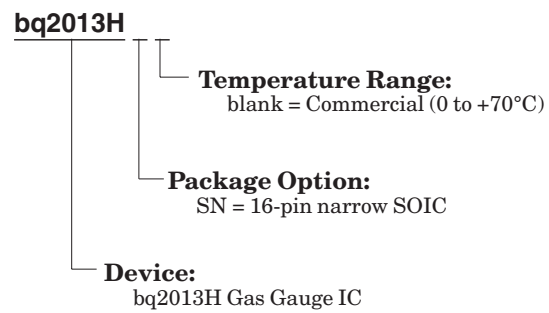 bq2013H
Temperature Range:
blank = Commercial (0 to +70°C)
Package Option:
SN = 16-pin narrow SOIC
Device:
bq2013H Gas Gauge IC